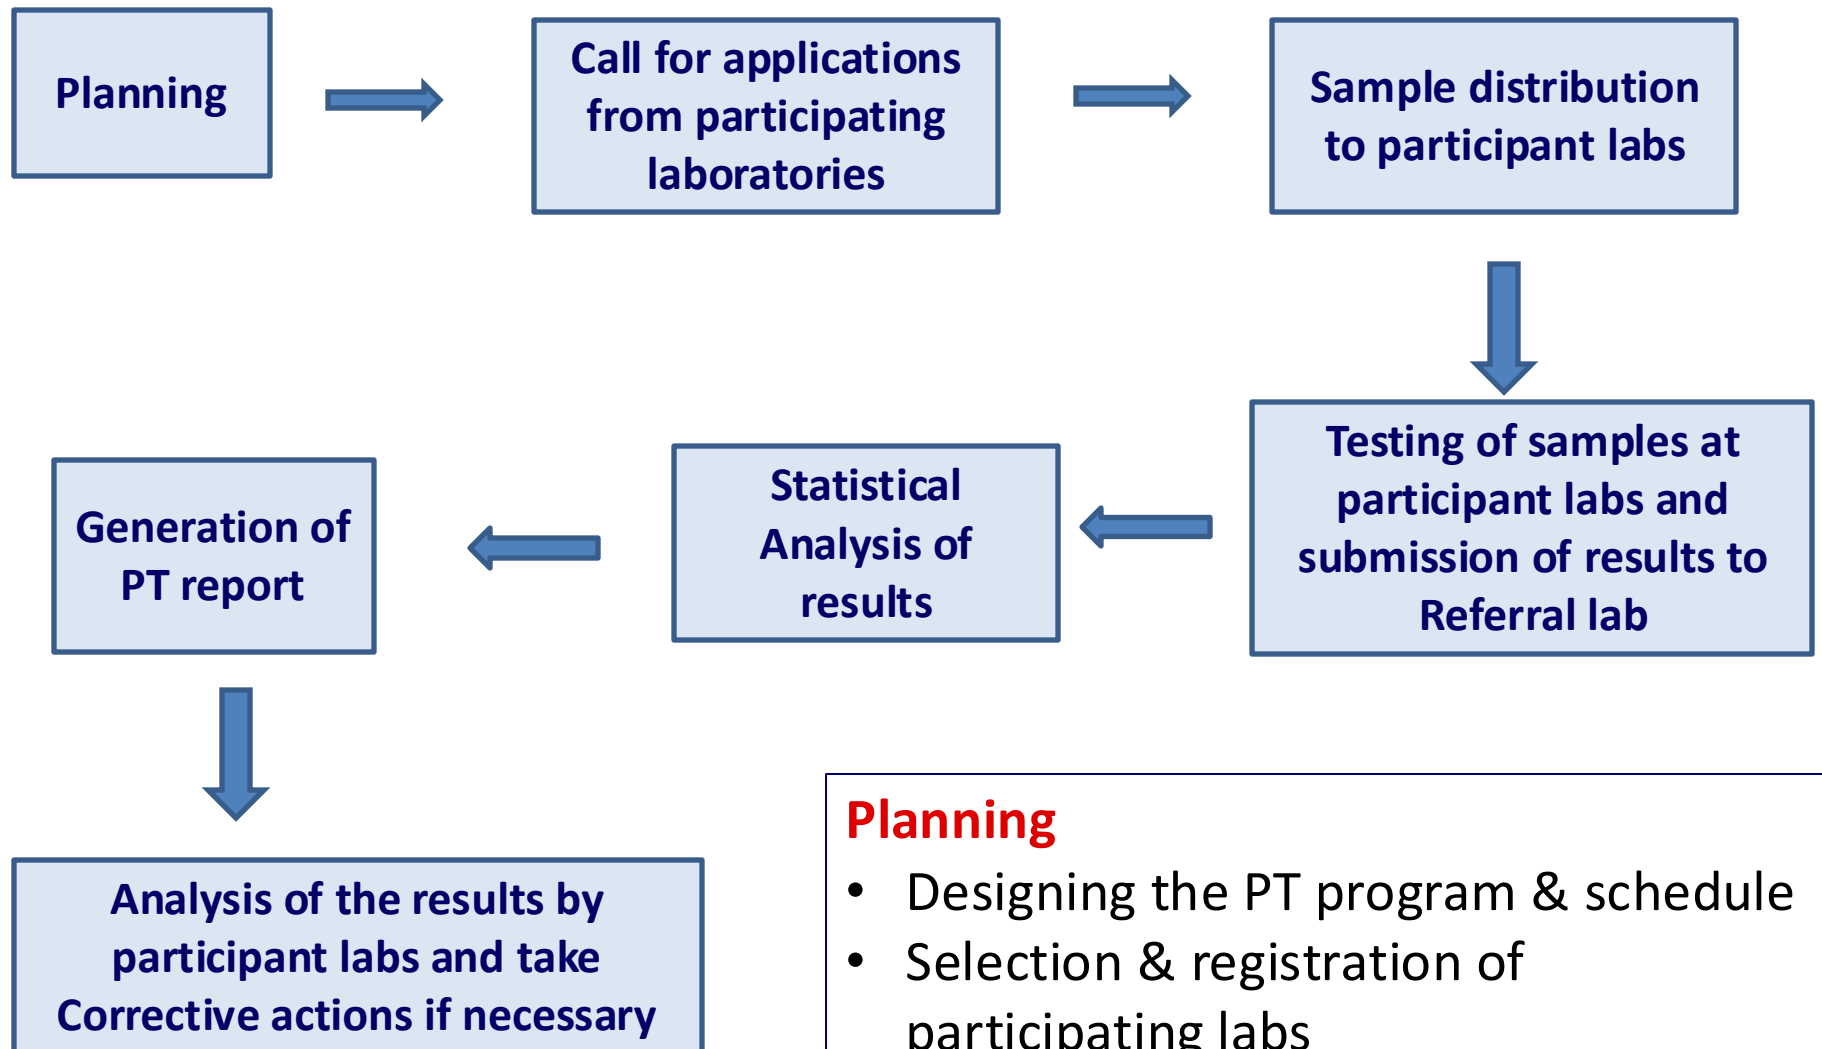 Planning
Call for applications
from participating
laboratories
Sample distribution
to participant labs
Testing of samples at
participant labs and
submission of results to
Referral lab
Statistical
Analysis of
results
Generation of
PT report
Analysis of the results by
participant labs and take
Corrective actions if necessary
Planning
• Designing the PT program & schedule
• Selection & registration of
participating labs